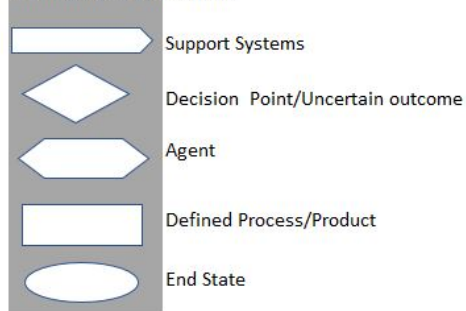 Support Systems
Decision Point/Uncertain outcome
Agent
Defined Process/Product
End State